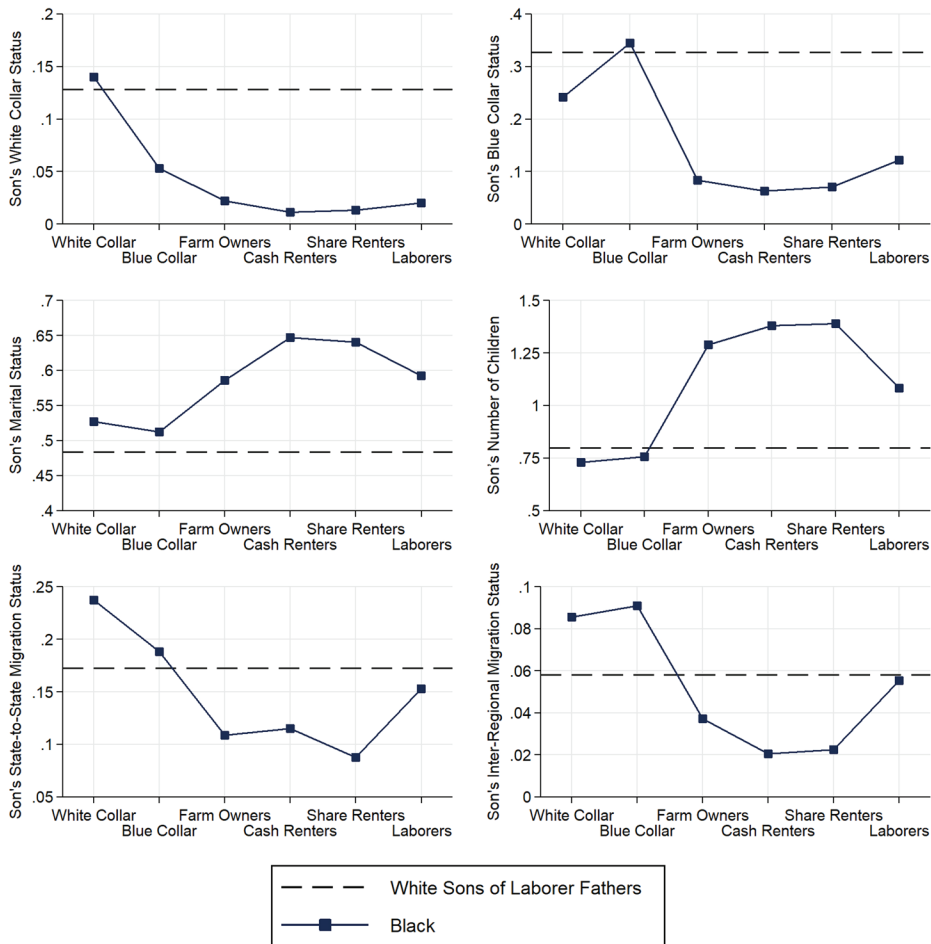 Son's White Collar Status
.2
.15
.1
.05
0
White Collar Farm Owners Share Renters
Blue Collar Cash Renters Laborers
Son's Blue Collar Status
.4
.3
.2
.1
0
White Collar Farm Owners Share Renters
Blue Collar Cash Renters Laborers
Son's Marital Status
.7
.65
.6
.55
.5
.45
.4
White Collar Farm Owners Share Renters
Blue Collar Cash Renters Laborers
Son's Number of Children
1.5
1.25
1
.75
.5
White Collar Farm Owners Share Renters
Blue Collar Cash Renters Laborers
Son's State-to-State Migration Status
.25
.2
.15
.1
.05
White Collar Farm Owners Share Renters
Blue Collar Cash Renters Laborers
Son's Inter-Regional Migration Status
.1
.08
.06
.04
.02
0
White Collar Farm Owners Share Renters
Blue Collar Cash Renters Laborers
White Sons of Laborer Fathers
Black